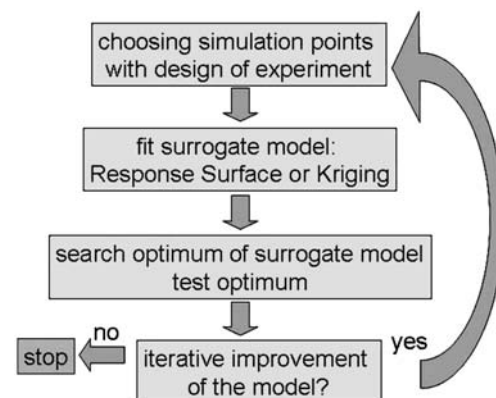 choosing simulation points
with design of experiment
fit surrogate model:
Response Surface or Kriging
search optimum of surrogate model
test optimum
no
yes
stop
iterative improvement
of the model?